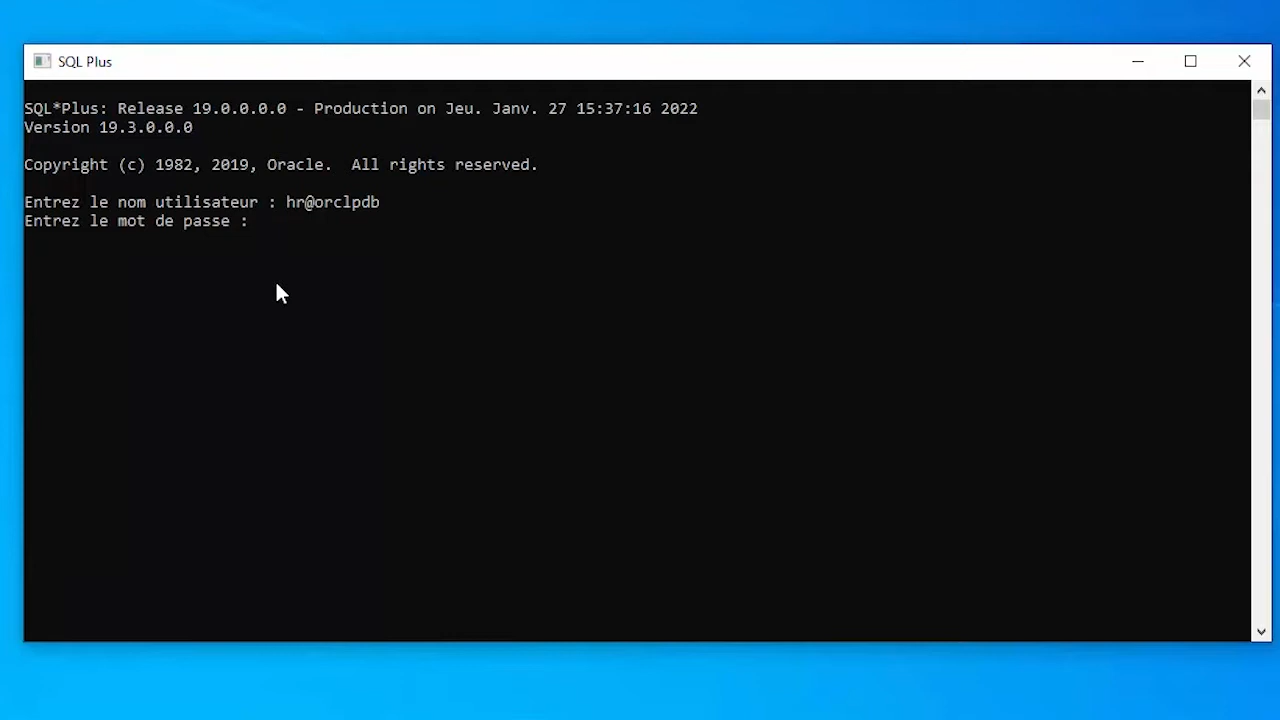 SQL Plus
SQL*Plus: Release 19.0.0.0.0 - Production on Jeu. Janv. 27 15:37:16 2022
Version 19.3.0.0.0
Copyright (c) 1982, 2019, Oracle.  All rights reserved.
Entrez le nom utilisateur : hr@orclpdb
Entrez le mot de passe :